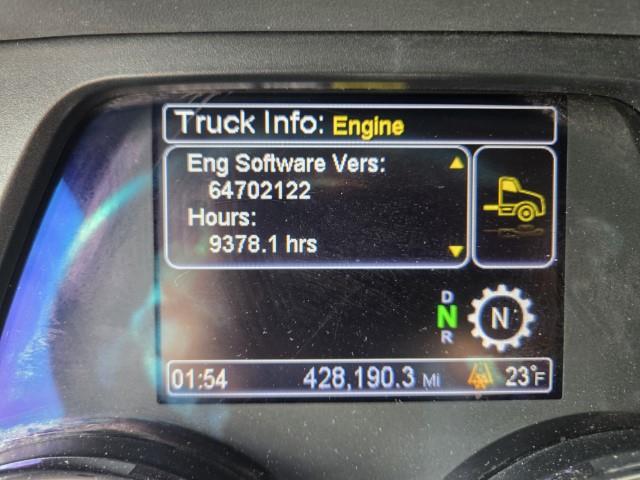 Truck Info: Engine
Eng Software Vers:
64702122
Hours:
9378.1 hrs
D
N
R
N
01:54 428,190.3 Mi 23°F